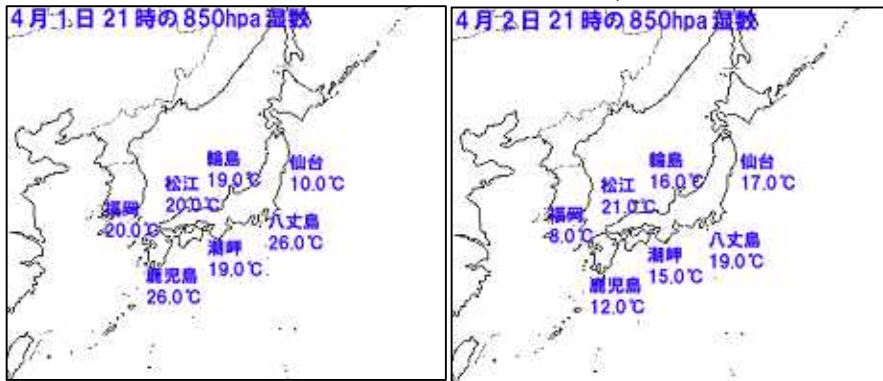 4月1日 21時の850hpa湿数
輪島
19.0℃
仙台
10.0℃
松江
20.0℃
福岡
20.0℃
八丈島
26.0℃
潮岬
19.0℃
鹿児島
26.0℃
4月2日 21時の850hpa湿数
輪島
16.0℃
仙台
17.0℃
松江
21.0℃
福岡
8.0℃
八丈島
19.0℃
潮岬
15.0℃
鹿児島
12.0℃